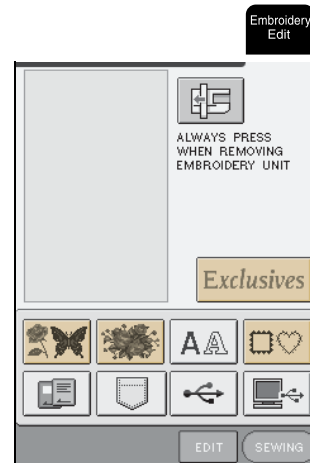 Embroidery
Edit
ALWAYS PRESS
WHEN REMOVING
EMBROIDERY UNIT
Exclusives
AA
EDIT
SEWING